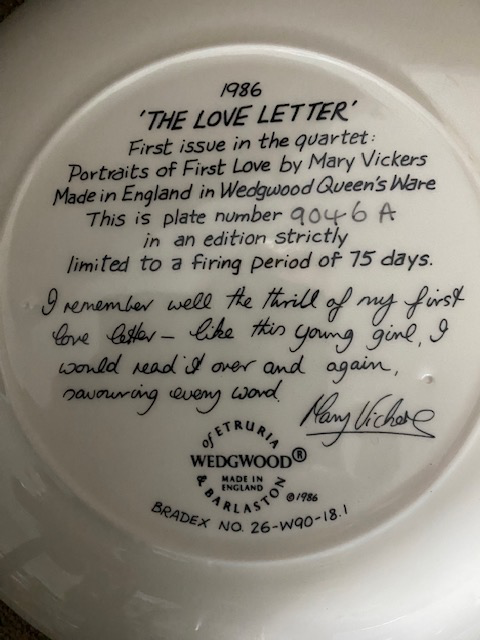 1986
'THE LOVE LETTER'
First issue in the quartet:
Portraits of First Love by Mary Vickers
Made in England in Wedgwood Queen's Ware
This is plate number 9046 A
in an edition strictly
limited to a firing period of 75 days.
I remember well the thrill of my first
love letter – like this young girl, I
would read it over and again,
savouring every word.
Mary Vickers
of ETRURIA
WEDGWOOD®
MADE IN
ENGLAND
& BARLASTON
©1986
BRADEX NO. 26-W90-18.1